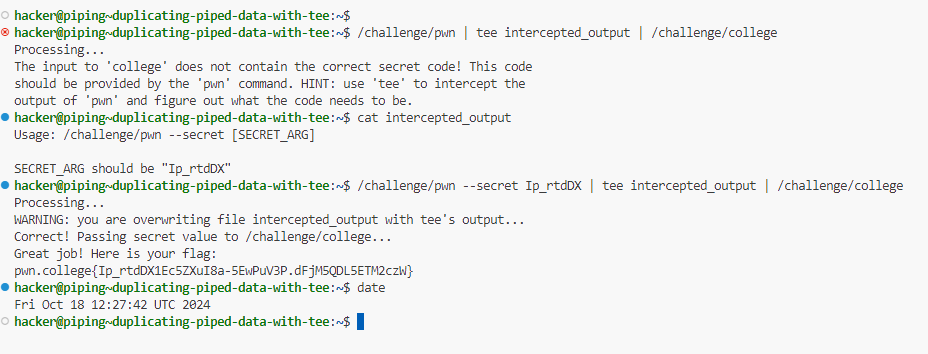 hacker@piping~duplicating-piped-data-with-tee:~$
hacker@piping~duplicating-piped-data-with-tee:~$ /challenge/pwn | tee intercepted_output | /challenge/college
Processing...
The input to 'college' does not contain the correct secret code! This code
should be provided by the 'pwn' command. HINT: use 'tee' to intercept the
output of 'pwn' and figure out what the code needs to be.
hacker@piping~duplicating-piped-data-with-tee:~$ cat intercepted_output
Usage: /challenge/pwn --secret [SECRET_ARG]
SECRET_ARG should be "Ip_rtdDX"
hacker@piping~duplicating-piped-data-with-tee:~$ /challenge/pwn --secret Ip_rtdDX | tee intercepted_output | /challenge/college
Processing...
WARNING: you are overwriting file intercepted_output with tee's output...
Correct! Passing secret value to /challenge/college...
Great job! Here is your flag:
pwn.college{Ip_rtdDX1Ec5ZXuI8a-5EwPuV3P.dFjM5QDL5ETM2czW}
hacker@piping~duplicating-piped-data-with-tee:~$ date
Fri Oct 18 12:27:42 UTC 2024
hacker@piping~duplicating-piped-data-with-tee:~$